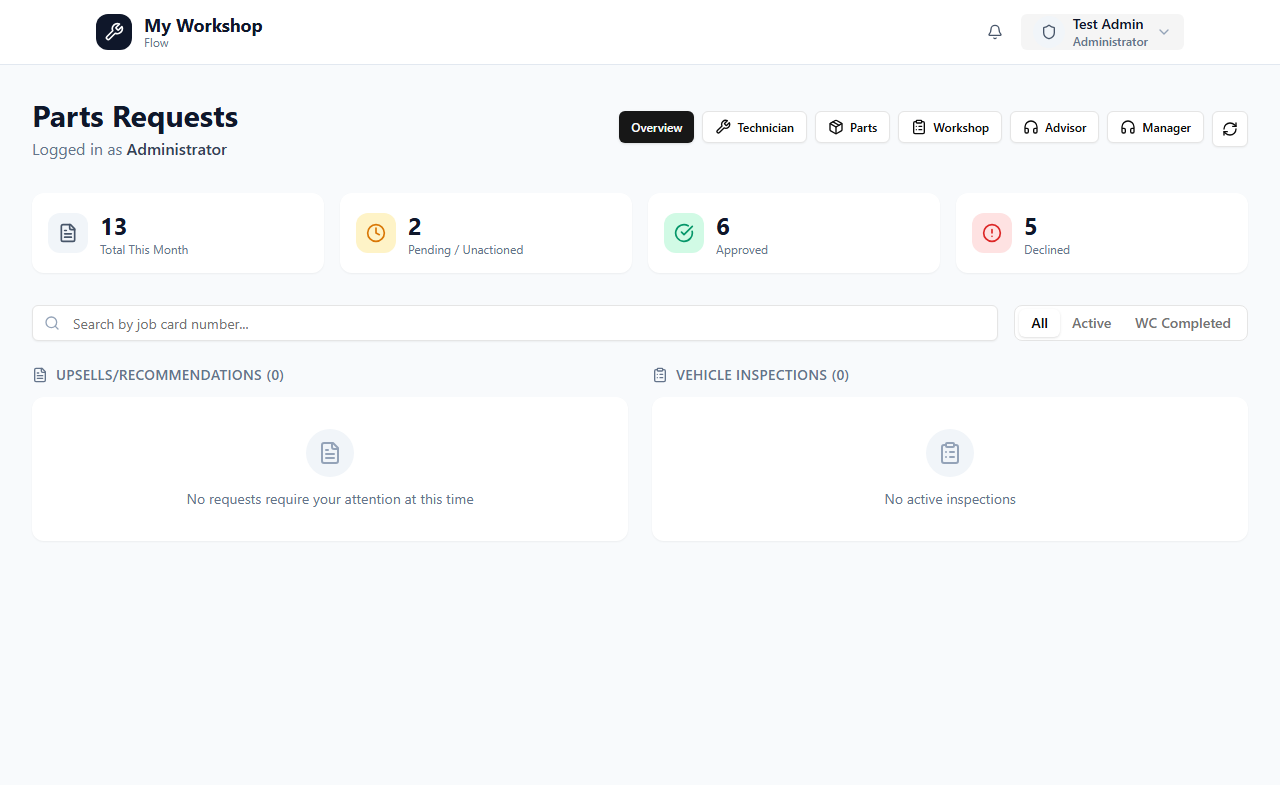 My Workshop
Flow
Test Admin
Administrator
Parts Requests
Logged in as Administrator
Overview
Technician
Parts
Workshop
Advisor
Manager
13
Total This Month
2
Pending / Unactioned
6
Approved
5
Declined
Search by job card number...
All
Active
WC Completed
UPSELLS/RECOMMENDATIONS (0)
VEHICLE INSPECTIONS (0)
No requests require your attention at this time
No active inspections